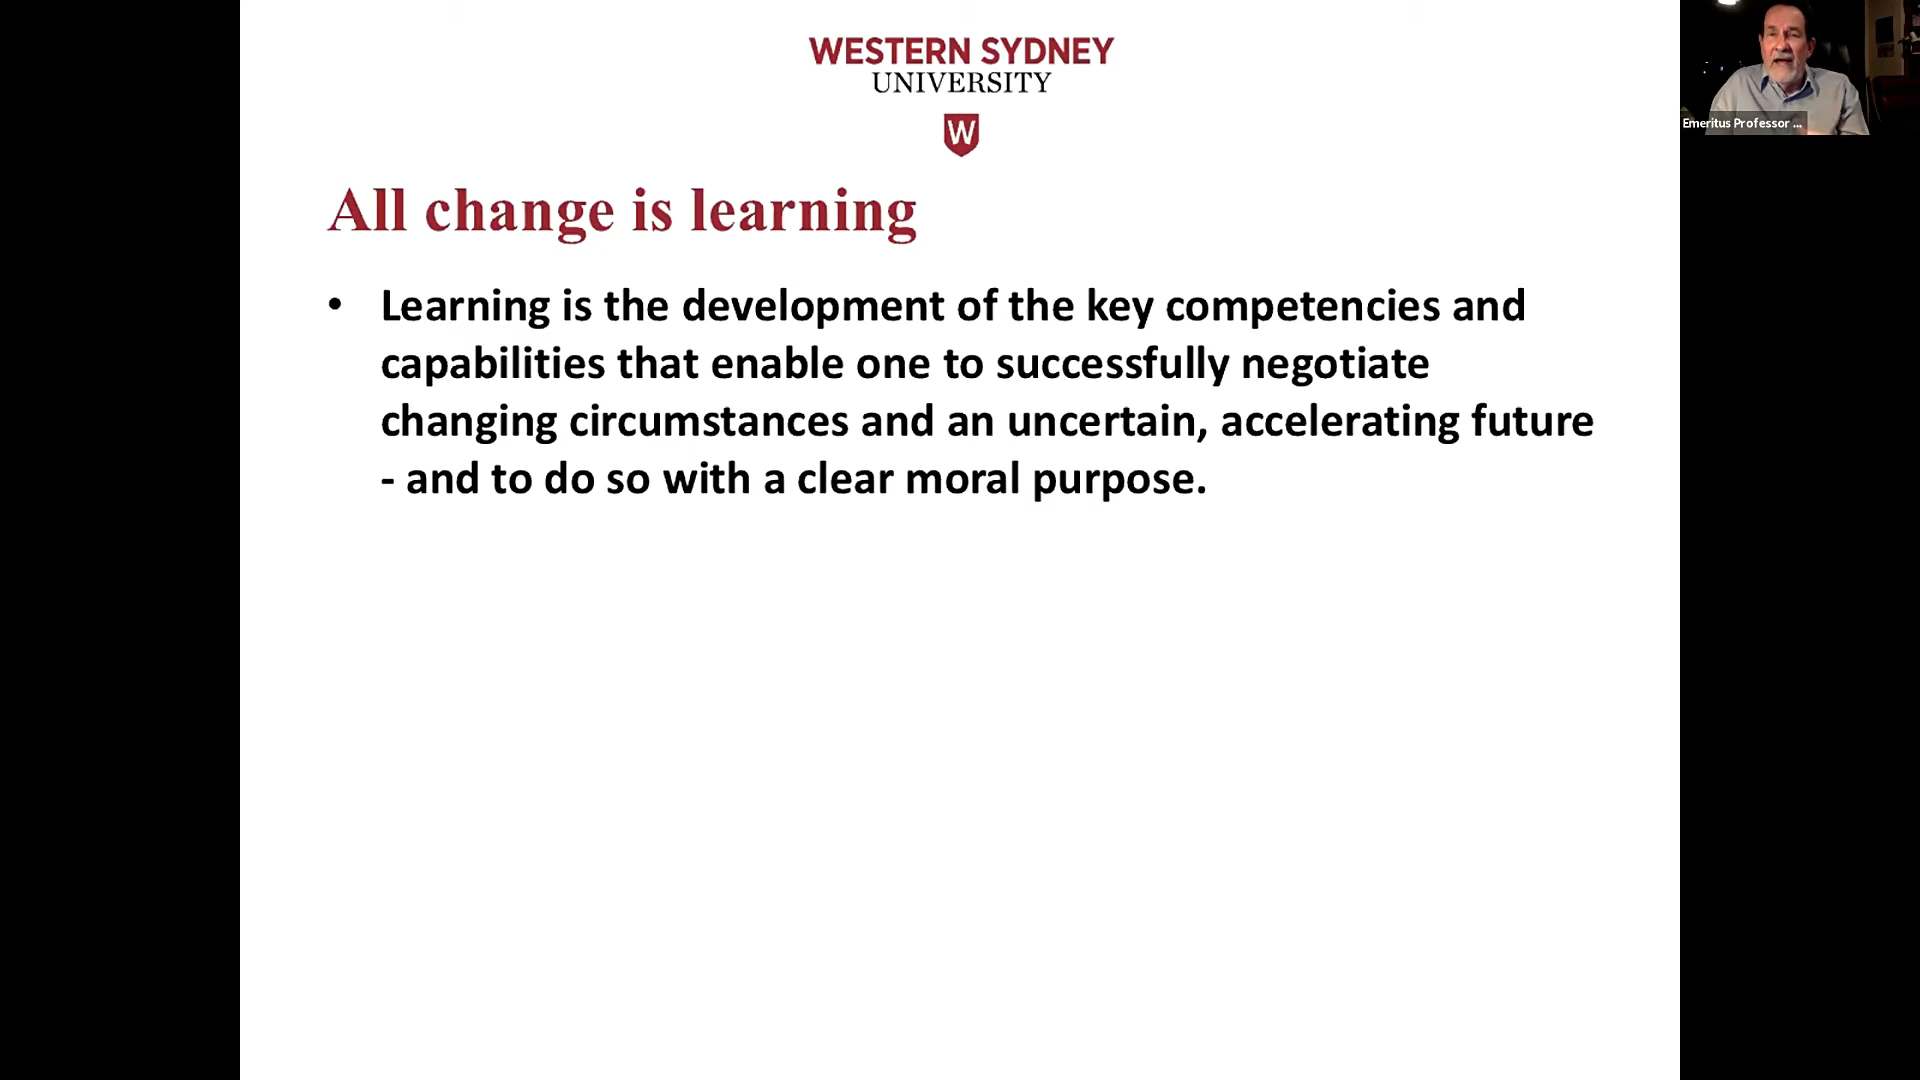 WESTERN SYDNEY
UNIVERSITY
W
Emeritus Professor ...
All change is learning
• Learning is the development of the key competencies and
capabilities that enable one to successfully negotiate
changing circumstances and an uncertain, accelerating future
- and to do so with a clear moral purpose.